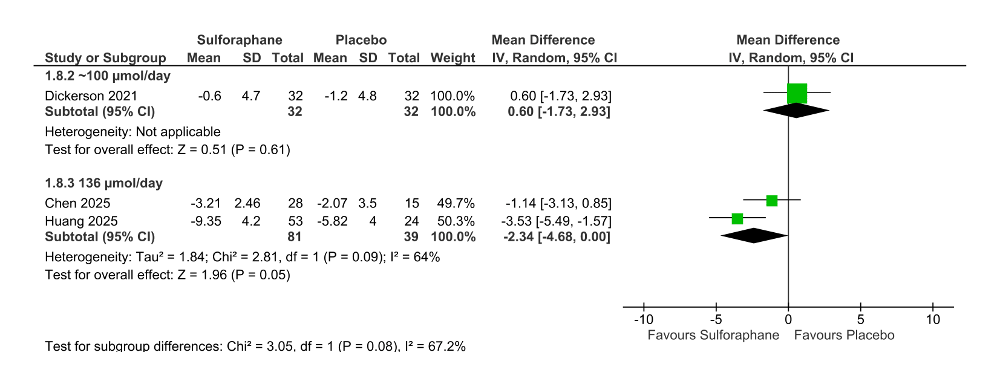 Sulforaphane Placebo Mean Difference Mean Difference
Study or Subgroup Mean SD Total Mean SD Total Weight IV, Random, 95% CI IV, Random, 95% CI
1.8.2 ~100 µmol/day
Dickerson 2021 -0.6 4.7 32 -1.2 4.8 32 100.0% 0.60 [-1.73, 2.93]
Subtotal (95% CI) 32 32 100.0% 0.60 [-1.73, 2.93]
Heterogeneity: Not applicable
Test for overall effect: Z = 0.51 (P = 0.61)
1.8.3 136 µmol/day
Chen 2025 -3.21 2.46 28 -2.07 3.5 15 49.7% -1.14 [-3.13, 0.85]
Huang 2025 -9.35 4.2 53 -5.82 4 24 50.3% -3.53 [-5.49, -1.57]
Subtotal (95% CI) 81 39 100.0% -2.34 [-4.68, 0.00]
Heterogeneity: Tau² = 1.84; Chi² = 2.81, df = 1 (P = 0.09); I² = 64%
Test for overall effect: Z = 1.96 (P = 0.05)
-10 -5 0 5 10
Favours Sulforaphane Favours Placebo
Test for subgroup differences: Chi² = 3.05, df = 1 (P = 0.08), I² = 67.2%